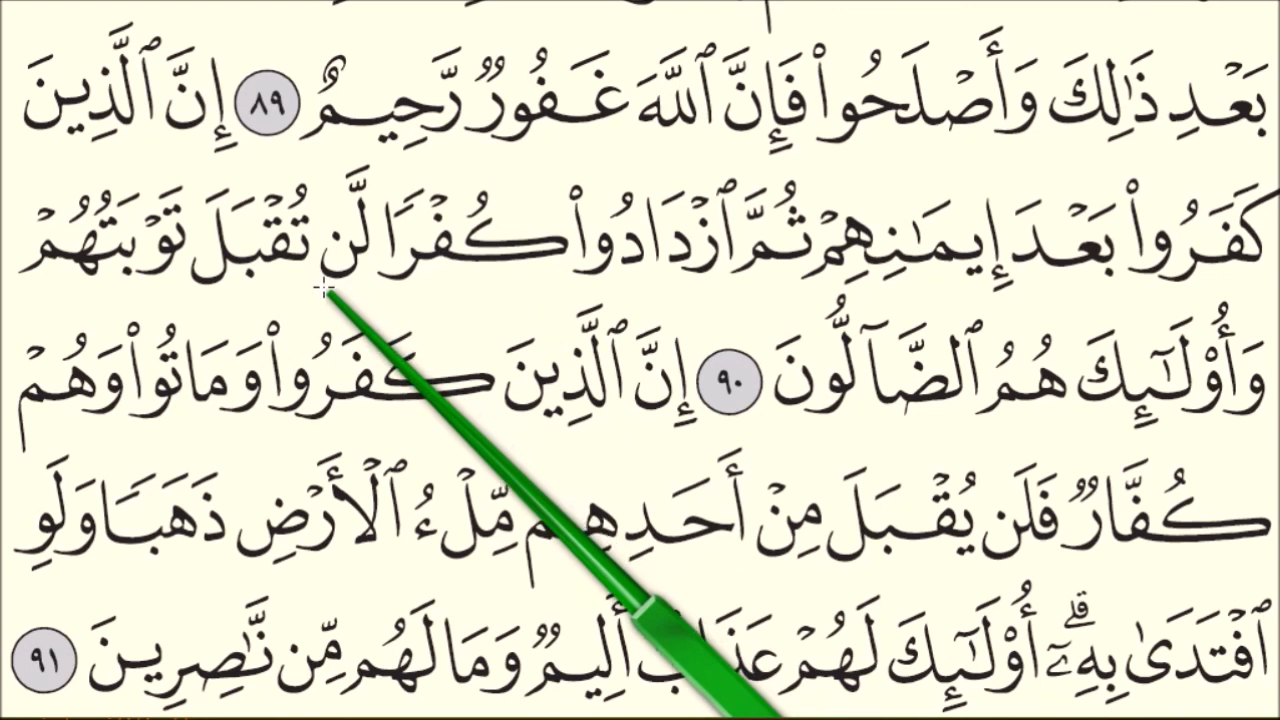 بَعْدِ ذَٰلِكَ وَأَصْلَحُوا۟ فَإِنَّ ٱللَّهَ غَفُورٌ رَّحِيمٌ ٨٩ إِنَّ ٱلَّذِينَ
كَفَرُوا۟ بَعْدَ إِيمَـٰنِهِمْ ثُمَّ ٱزْدَادُوا۟ كُفْرًا لَّن تُقْبَلَ تَوْبَتُهُمْ
وَأُو۟لَـٰٓئِكَ هُمُ ٱلضَّآلُّونَ ٩٠ إِنَّ ٱلَّذِينَ كَفَرُوا۟ وَمَاتُوا۟ وَهُمْ
كُفَّارٌ فَلَن يُقْبَلَ مِنْ أَحَدِهِم مِّلْءُ ٱلْأَرْضِ ذَهَبًا وَلَوِ
ٱفْتَدَىٰ بِهِۦٓ ۗ أُو۟لَـٰٓئِكَ لَهُمْ عَذَابٌ أَلِيمٌ وَمَا لَهُم مِّن نَّـٰصِرِينَ ٩١